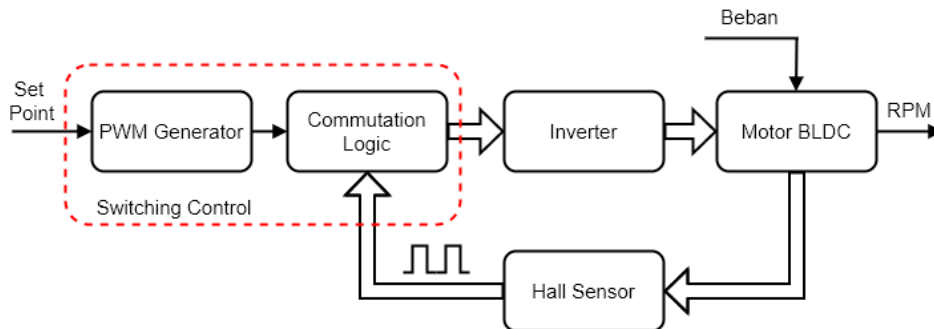 Beban
Set
Point
PWM Generator
Commutation
Logic
Inverter
Motor BLDC
RPM
Switching Control
Hall Sensor